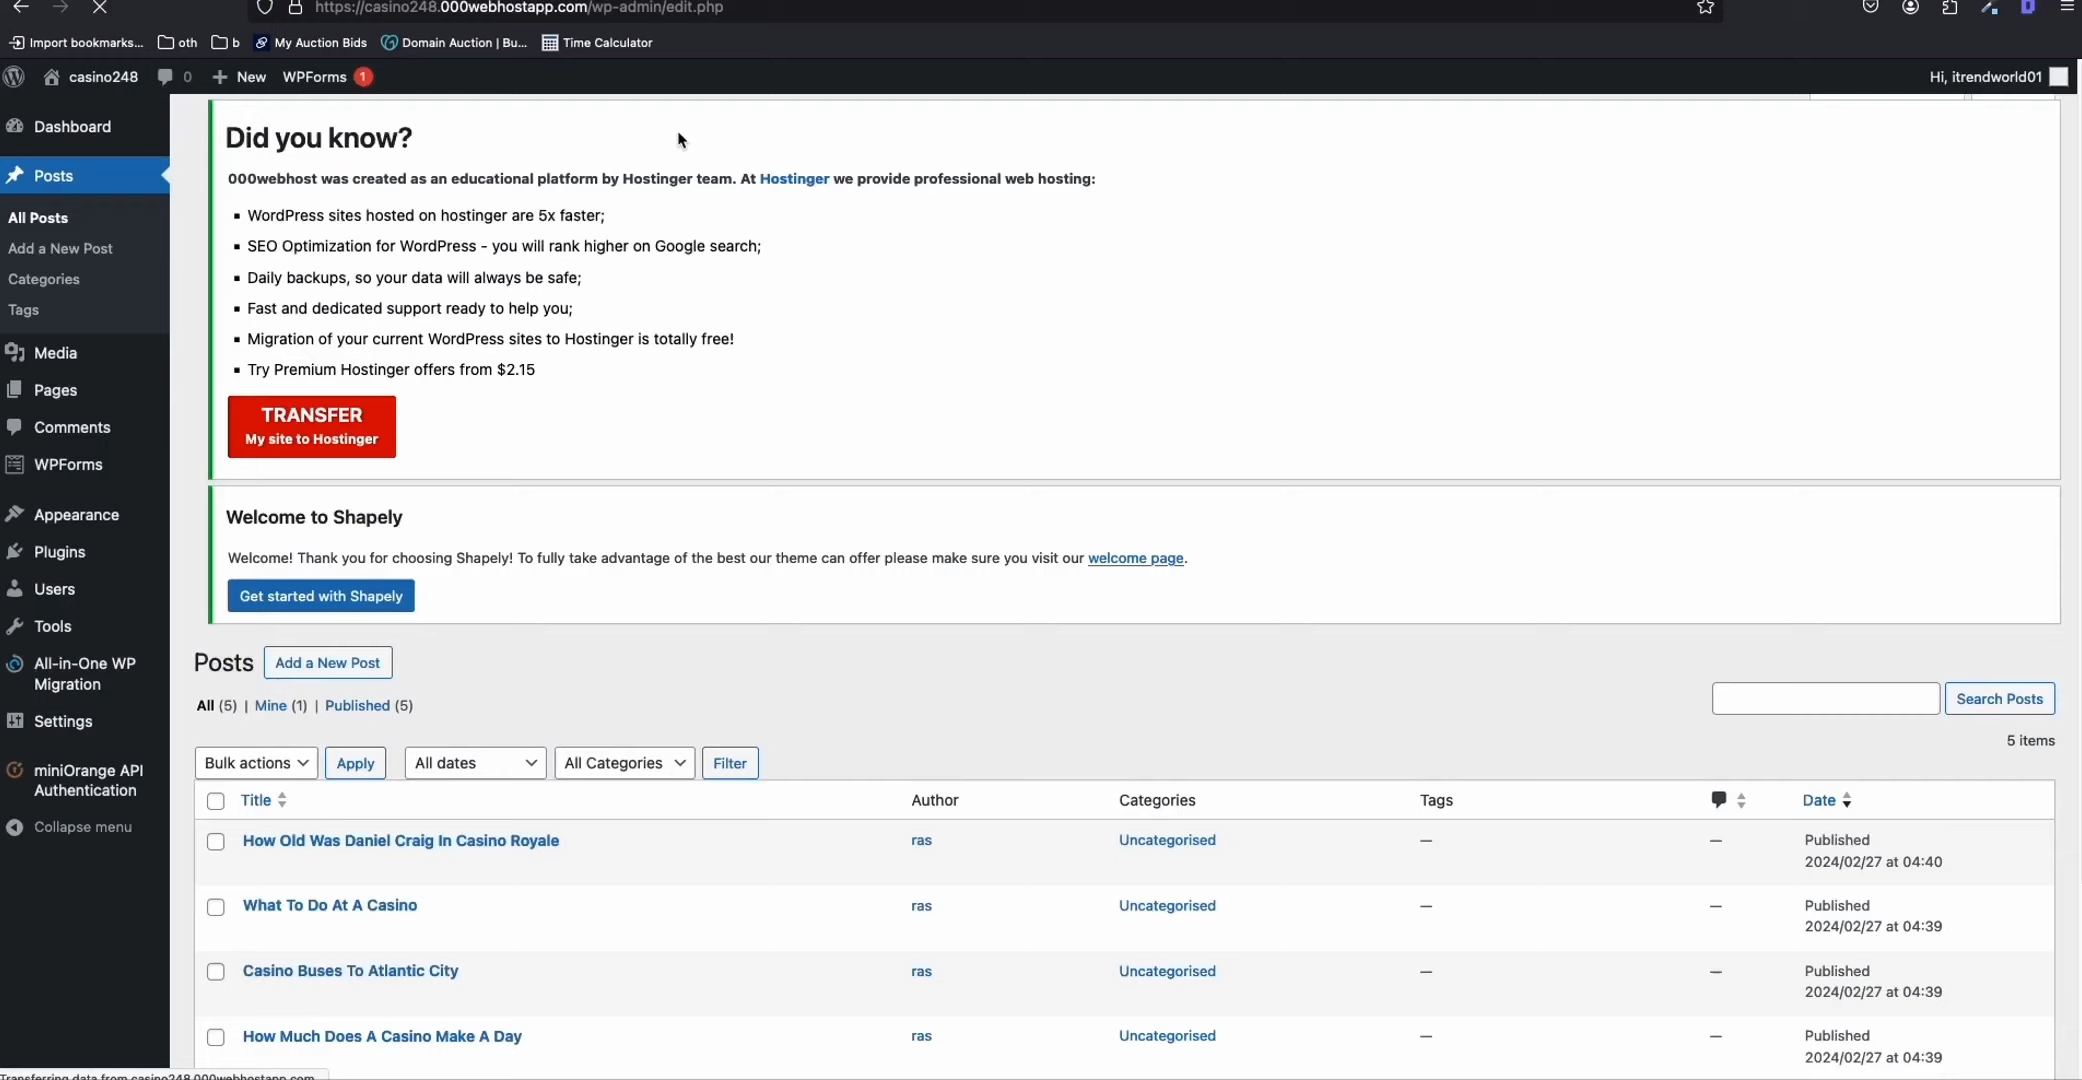 https://casino248.000webhostapp.com/wp-admin/edit.php
Import bookmarks... oth b My Auction Bids Domain Auction | Bu... Time Calculator
casino248 0 New WPForms 1 Hi, itrendworld01
Dashboard
Posts
All Posts
Add a New Post
Categories
Tags
Media
Pages
Comments
WPForms
Appearance
Plugins
Users
Tools
All-in-One WP
Migration
Settings
miniOrange API
Authentication
Collapse menu
Did you know?
000webhost was created as an educational platform by Hostinger team. At Hostinger we provide professional web hosting:
WordPress sites hosted on hostinger are 5x faster;
SEO Optimization for WordPress - you will rank higher on Google search;
Daily backups, so your data will always be safe;
Fast and dedicated support ready to help you;
Migration of your current WordPress sites to Hostinger is totally free!
Try Premium Hostinger offers from $2.15
TRANSFER
My site to Hostinger
Welcome to Shapely
Welcome! Thank you for choosing Shapely! To fully take advantage of the best our theme can offer please make sure you visit our welcome page.
Get started with Shapely
Posts Add a New Post
All (5) | Mine (1) | Published (5)
Search Posts
5 items
Bulk actions Apply All dates All Categories Filter
Title Author Categories Tags Date
How Old Was Daniel Craig In Casino Royale ras Uncategorised — — Published
2024/02/27 at 04:40
What To Do At A Casino ras Uncategorised — — Published
2024/02/27 at 04:39
Casino Buses To Atlantic City ras Uncategorised — — Published
2024/02/27 at 04:39
How Much Does A Casino Make A Day ras Uncategorised — — Published
2024/02/27 at 04:39
Transferring data from casino248.000webhostapp.com...